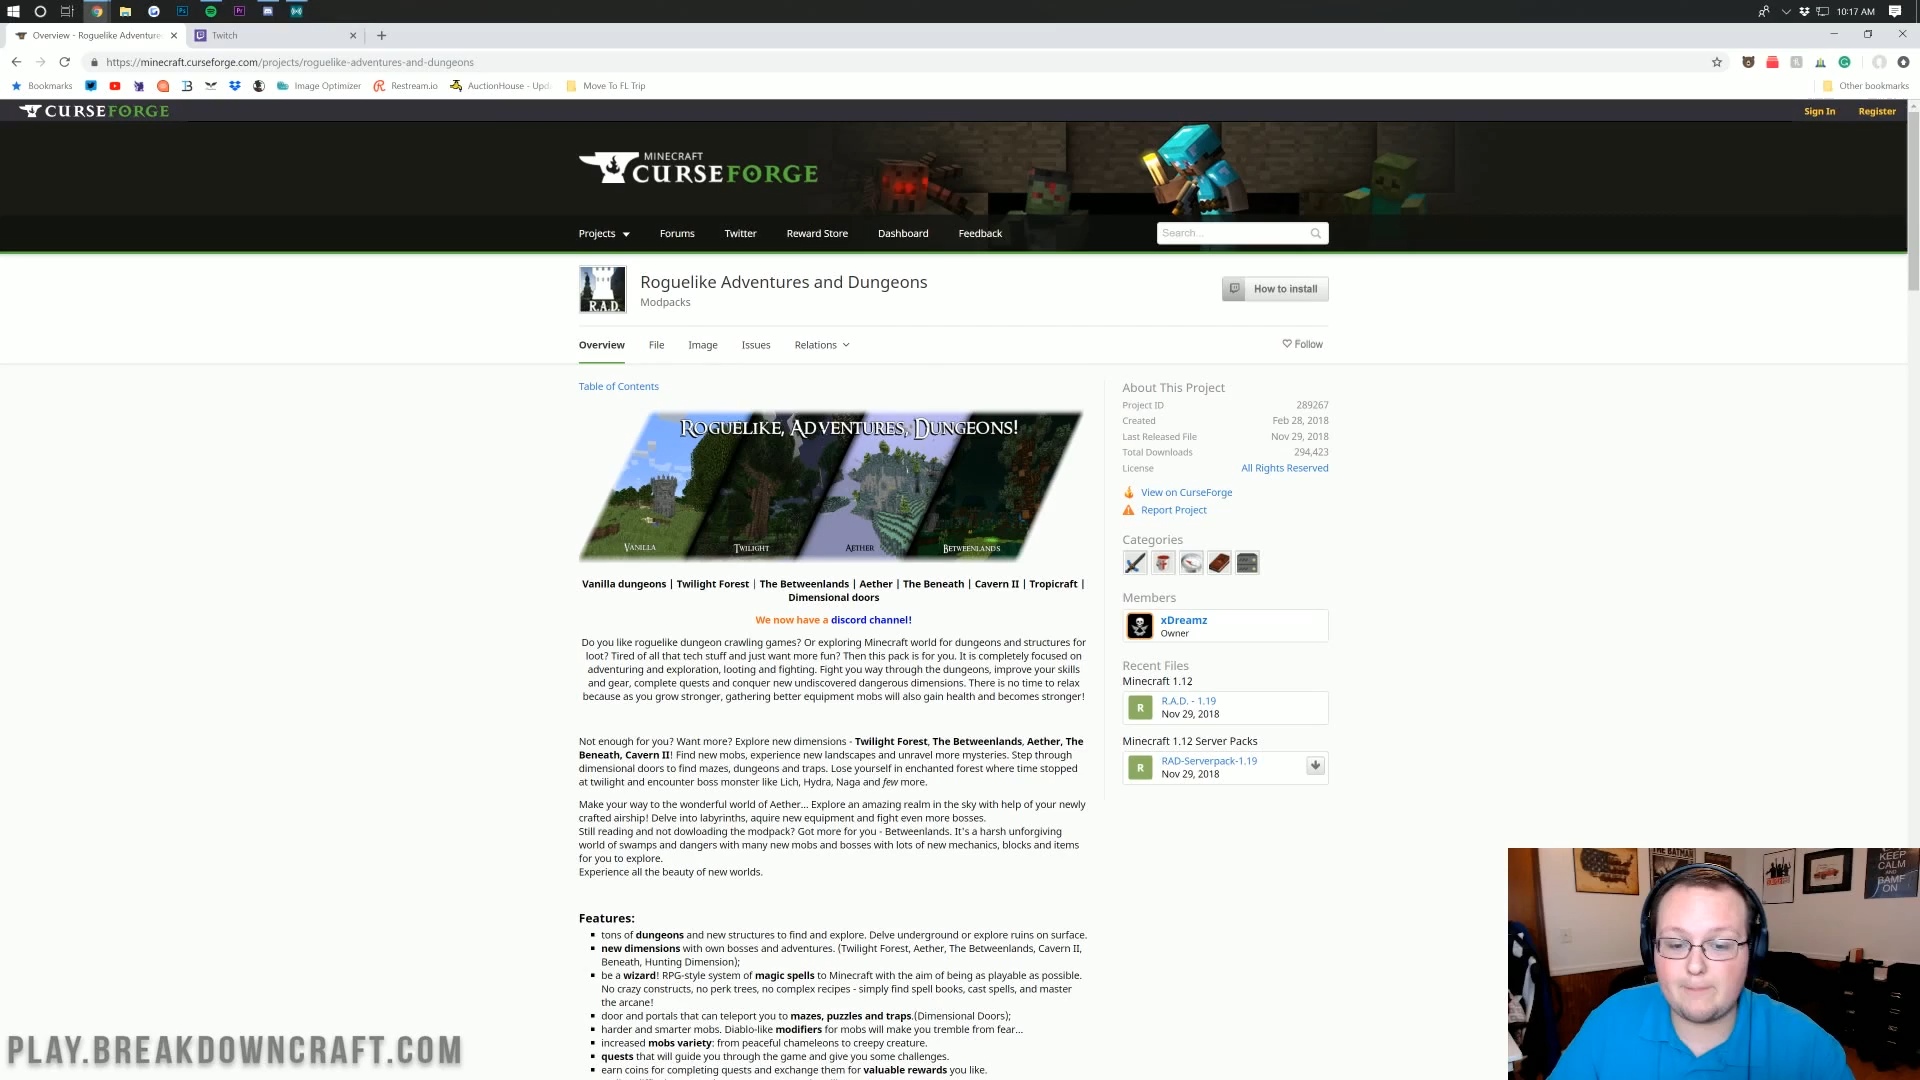 10:17 AM
Overview - Roguelike Adventure
Twitch
https://minecraft.curseforge.com/projects/roguelike-adventures-and-dungeons
Bookmarks
Image Optimizer
Restream.io
AuctionHouse - Upd
Move To FL Trip
Other bookmarks
CURSEFORGE
Sign In
Register
MINECRAFT
CURSEFORGE
Projects
Forums
Twitter
Reward Store
Dashboard
Feedback
Search...
R.A.D.
Roguelike Adventures and Dungeons
Modpacks
How to install
Overview
File
Image
Issues
Relations
Follow
Table of Contents
ROGUELIKE, ADVENTURES, DUNGEONS!
VANILLA
TWILIGHT
AETHER
BETWEENLANDS
Vanilla dungeons | Twilight Forest | The Betweenlands | Aether | The Beneath | Cavern II | Tropicraft |
Dimensional doors
We now have a discord channel!
Do you like roguelike dungeon crawling games? Or exploring Minecraft world for dungeons and structures for
loot? Tired of all that tech stuff and just want more fun? Then this pack is for you. It is completely focused on
adventuring and exploration, looting and fighting. Fight you way through the dungeons, improve your skills
and gear, complete quests and conquer new undiscovered dangerous dimensions. There is no time to relax
because as you grow stronger, gathering better equipment mobs will also gain health and becomes stronger!
Not enough for you? Want more? Explore new dimensions - Twilight Forest, The Betweenlands, Aether, The
Beneath, Cavern II! Find new mobs, experience new landscapes and unravel more mysteries. Step through
dimensional doors to find mazes, dungeons and traps. Lose yourself in enchanted forest where time stopped
at twilight and encounter boss monster like Lich, Hydra, Naga and few more.
Make your way to the wonderful world of Aether... Explore an amazing realm in the sky with help of your newly
crafted airship! Delve into labyrinths, aquire new equipment and fight even more bosses.
Still reading and not dowloading the modpack? Got more for you - Betweenlands. It's a harsh unforgiving
world of swamps and dangers with many new mobs and bosses with lots of new mechanics, blocks and items
for you to explore.
Experience all the beauty of new worlds.
Features:
tons of dungeons and new structures to find and explore. Delve underground or explore ruins on surface.
new dimensions with own bosses and adventures. (Twilight Forest, Aether, The Betweenlands, Cavern II,
Beneath, Hunting Dimension);
be a wizard! RPG-style system of magic spells to Minecraft with the aim of being as playable as possible.
No crazy constructs, no perk trees, no complex recipes - simply find spell books, cast spells, and master
the arcane!
door and portals that can teleport you to mazes, puzzles and traps.(Dimensional Doors);
harder and smarter mobs. Diablo-like modifiers for mobs will make you tremble from fear...
increased mobs variety: from peaceful chameleons to creepy creature.
quests that will guide you through the game and give you some challenges.
earn coins for completing quests and exchange them for valuable rewards you like.
About This Project
Project ID 289267
Created Feb 28, 2018
Last Released File Nov 29, 2018
Total Downloads 294,423
License All Rights Reserved
View on CurseForge
Report Project
Categories
Members
xDreamz
Owner
Recent Files
Minecraft 1.12
R
R.A.D. - 1.19
Nov 29, 2018
Minecraft 1.12 Server Packs
R
RAD-Serverpack-1.19
Nov 29, 2018
THE BATMAN
KEEP
CALM
AND
BAMF
ON
PLAY.BREAKDOWNCRAFT.COM